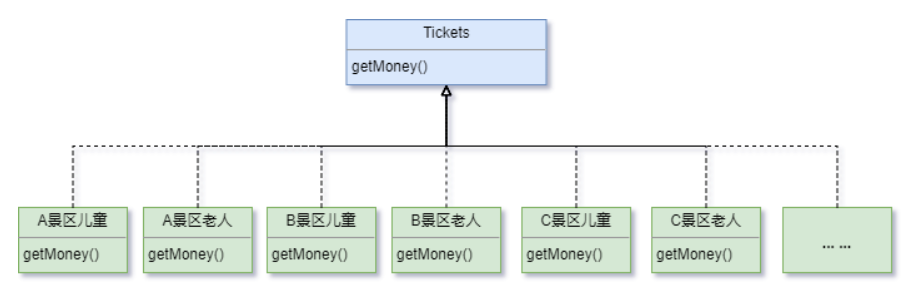 Tickets
getMoney()
A景区儿童
A景区老人
B景区儿童
B景区老人
C景区儿童
C景区老人
... ...
getMoney()
getMoney()
getMoney()
getMoney()
getMoney()
getMoney()